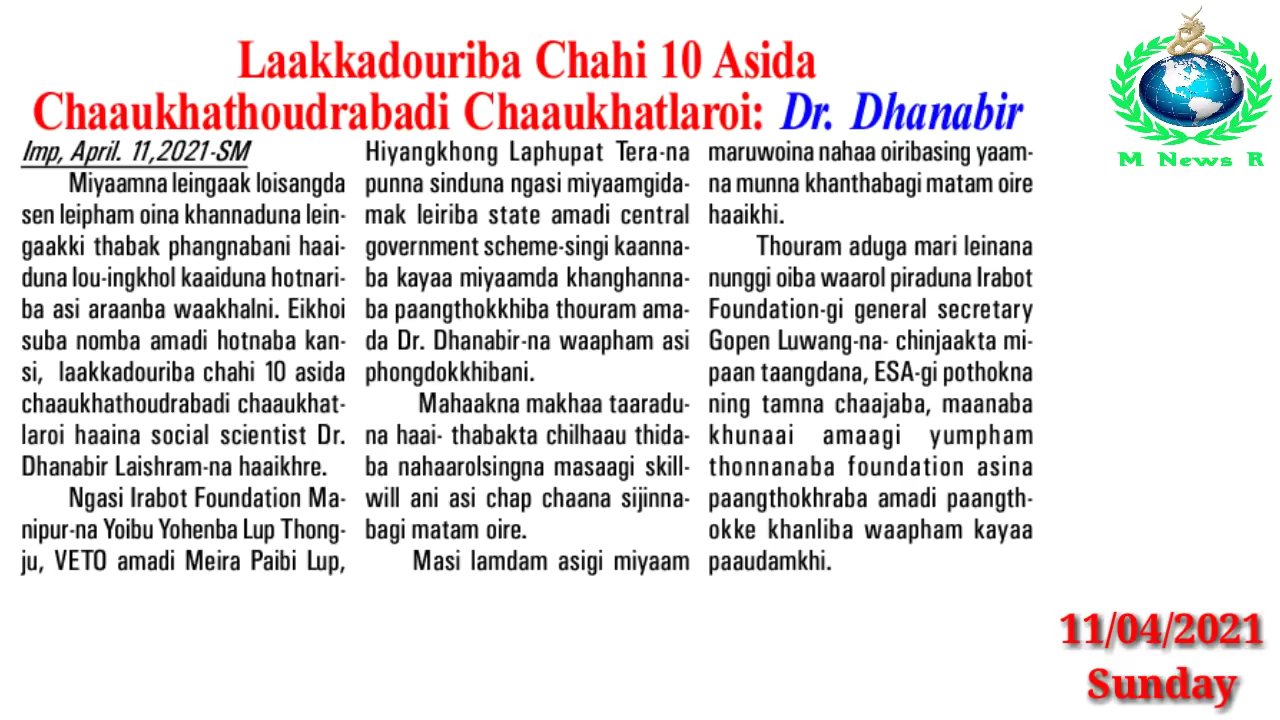 Laakkadouriba Chahi 10 Asida
Chaaukhathoudrabadi Chaaukhatlaroi: Dr. Dhanabir
Imp, April. 11,2021-SM
Miyaamna leingaak loisangda
sen leipham oina khannaduna lein-
gaakki thabak phangnabani haai-
duna lou-ingkhol kaaiduna hotnari-
ba asi araanba waakhalni. Eikhoi
suba nomba amadi hotnaba kan-
si, laakkadouriba chahi 10 asida
chaaukhathoudrabadi chaaukhat-
laroi haaina social scientist Dr.
Dhanabir Laishram-na haaikhre.
Ngasi Irabot Foundation Ma-
nipur-na Yoibu Yohenba Lup Thong-
ju, VETO amadi Meira Paibi Lup,
Hiyangkhong Laphupat Tera-na
punna sinduna ngasi miyaamgida-
mak leiriba state amadi central
government scheme-singi kaanna-
ba kayaa miyaamda khanghanna-
ba paangthokkhiba thouram ama-
da Dr. Dhanabir-na waapham asi
phongdokkhibani.
Mahaakna makhaa taaradu-
na haai- thabakta chilhaau thida-
ba nahaarolsingna masaagi skill-
will ani asi chap chaana sijinna-
bagi matam oire.
Masi lamdam asigi miyaam
maruwoina nahaa oiribasing yaam-
na munna khanthabagi matam oire
haaikhi.
Thouram aduga mari leinana
nunggi oiba waarol piraduna Irabot
Foundation-gi general secretary
Gopen Luwang-na- chinjaakta mi-
paan taangdana, ESA-gi pothokna
ning tamna chaajaba, maanaba
khunaai amaagi yumpham
thonnanaba foundation asina
paangthokhraba amadi paangth-
okke khanliba waapham kayaa
paaudamkhi.
M News R
11/04/2021
Sunday